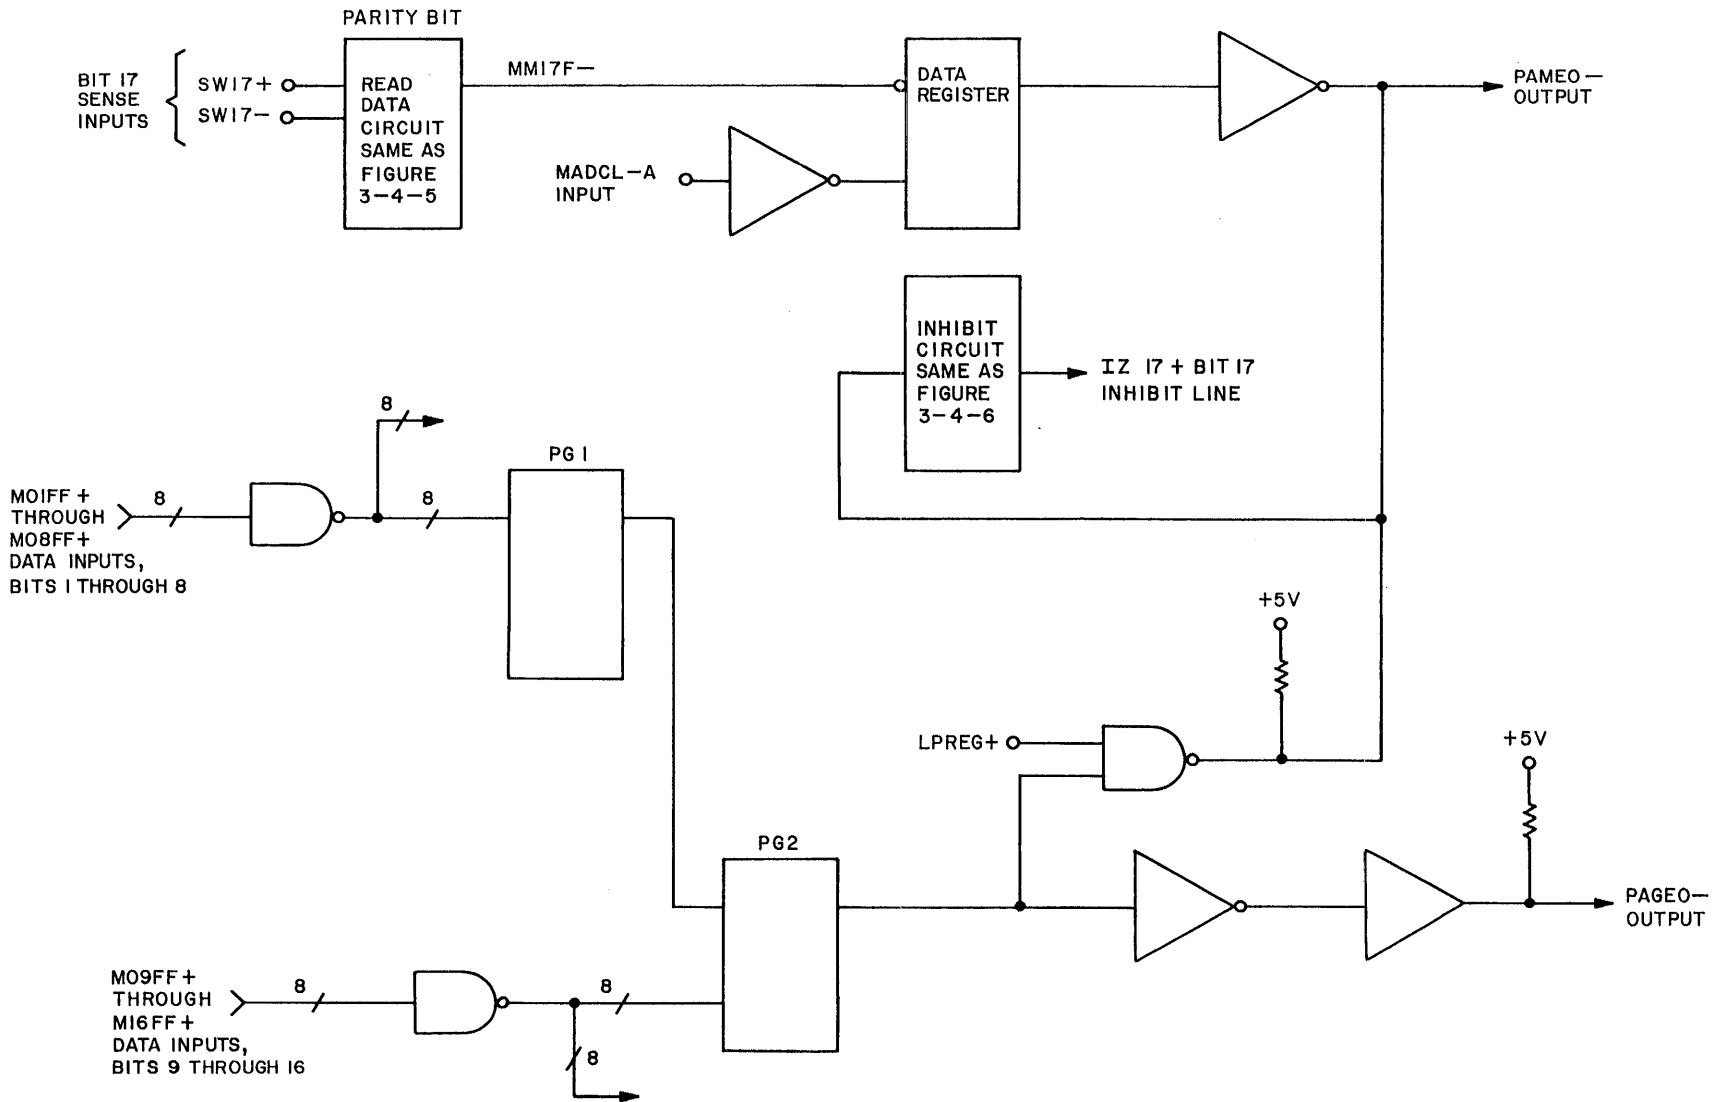 PARITY BIT
BIT 17
SENSE
INPUTS
SW17+
SW17-
READ
DATA
CIRCUIT
SAME AS
FIGURE
3-4-5
MM17F-
DATA
REGISTER
PAMEO-
OUTPUT
MADCL-A
INPUT
INHIBIT
CIRCUIT
SAME AS
FIGURE
3-4-6
IZ 17 + BIT 17
INHIBIT LINE
8
PG1
M01FF+
THROUGH
M08FF+
DATA INPUTS,
BITS 1 THROUGH 8
8
8
+5V
LPREG+
+5V
PG2
PAGEO-
OUTPUT
M09FF+
THROUGH
M16FF+
DATA INPUTS,
BITS 9 THROUGH 16
8
8
8